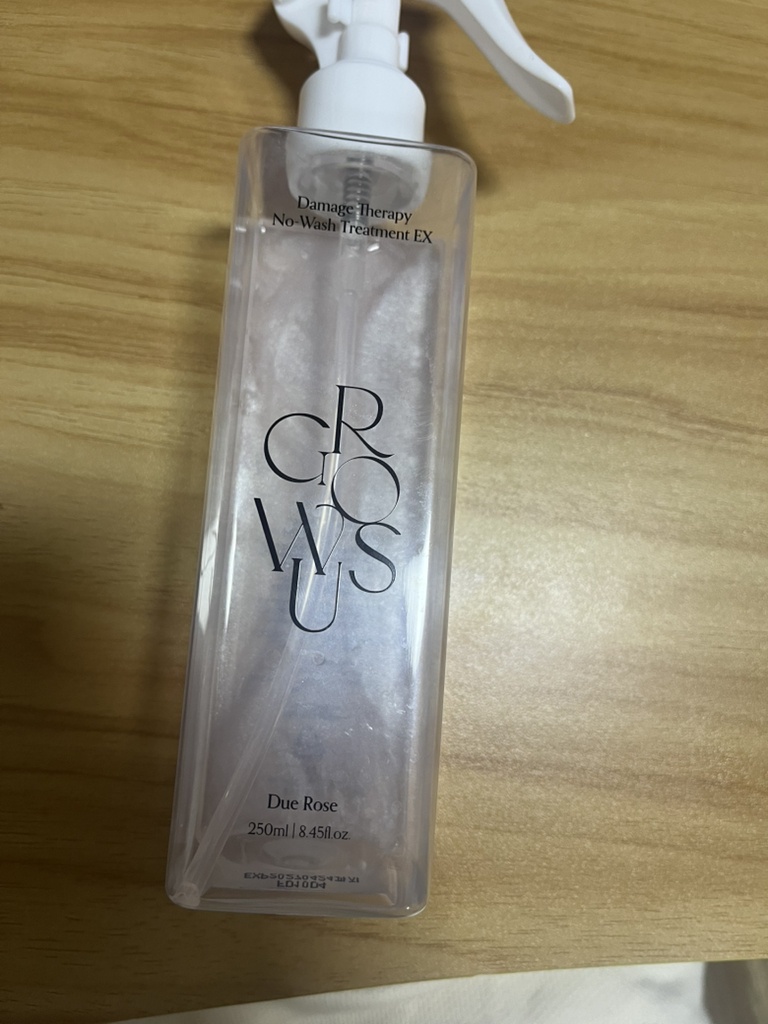 Damage Therapy
No-Wash Treatment EX
GROWUS
Due Rose
250ml | 8.45fl.oz.